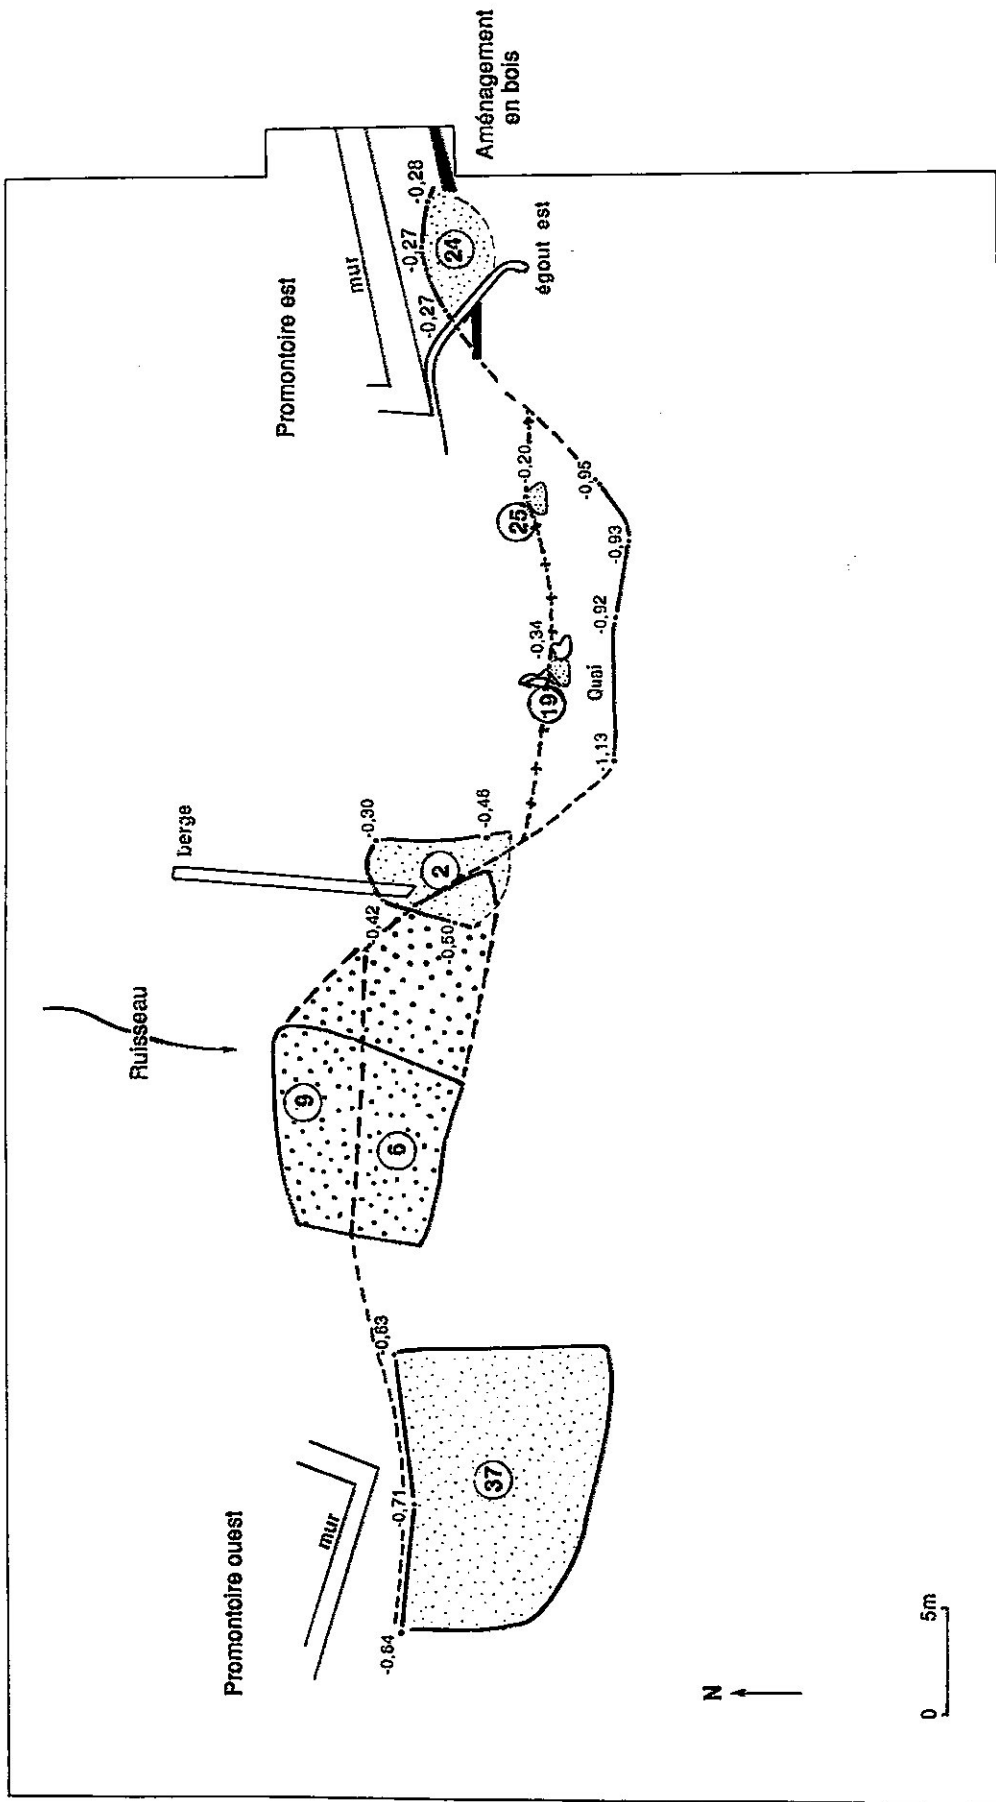 Ruisseau
berge
Promontoire ouest
Promontoire est
mur
mur
9
6
-0,42
-0,30
-0,50
2
-0,46
-0,64
-0,71
-0,63
37
19
-0,34
25
-0,20
-0,27
-0,27
-0,28
24
Aménagement
en bois
égout est
Quai
-1,13
-0,92
-0,93
-0,95
N
0 5m